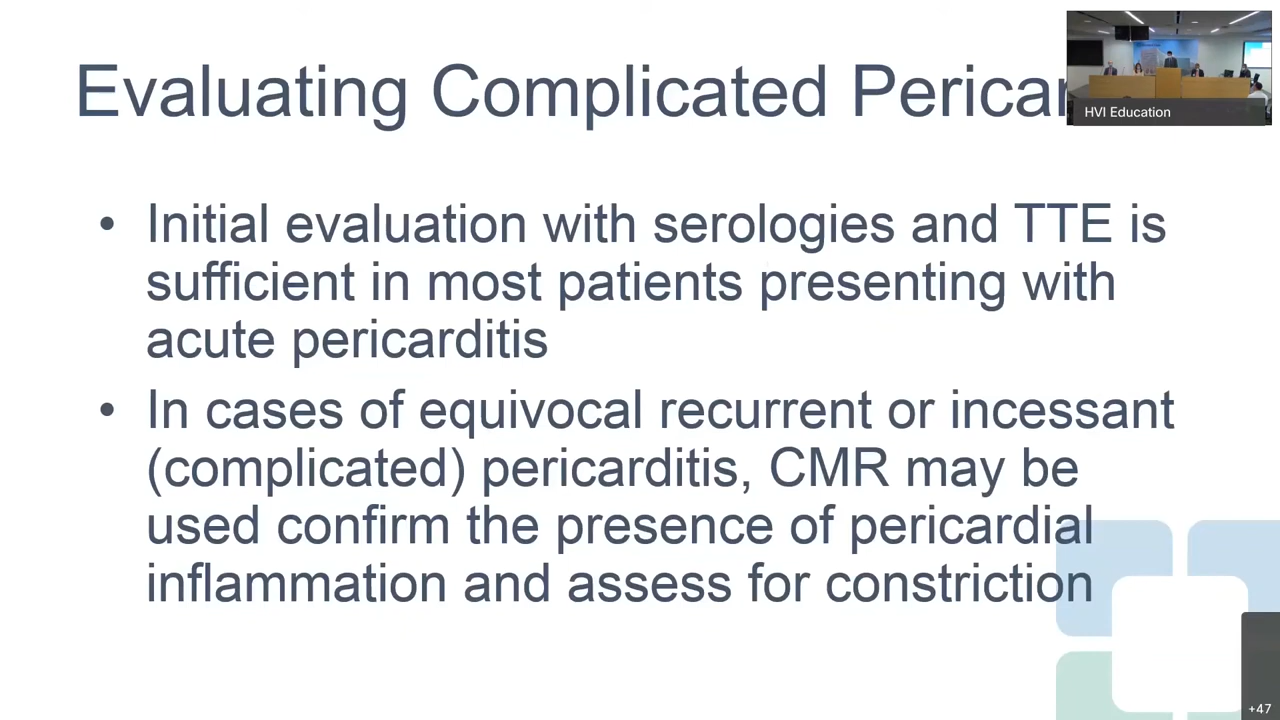 Evaluating Complicated Pericar
HVI Education
• Initial evaluation with serologies and TTE is
sufficient in most patients presenting with
acute pericarditis
• In cases of equivocal recurrent or incessant
(complicated) pericarditis, CMR may be
used confirm the presence of pericardial
inflammation and assess for constriction
+47